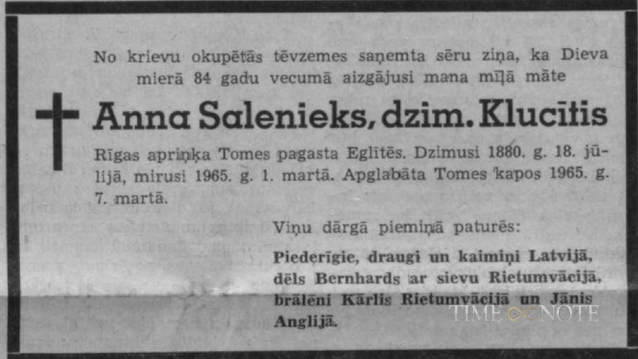 No krievu okupētās tēvzemes saņemta sēru ziņa, ka Dieva
mierā 84 gadu vecumā aizgājusi mana mīļā māte
Anna Salenieks, dzim. Klucītis
Rīgas apriņķa Tomes pagasta Eglītēs. Dzimusi 1880. g. 18. jū-
lijā, mirusi 1965. g. 1. martā. Apglabāta Tomes kapos 1965. g.
7. martā.
Viņu dārgā piemiņā paturēs:
Piederīgie, draugi un kaimiņi Latvijā,
dēls Bernhards ar sievu Rietumvācijā,
brālēni Kārlis Rietumvācijā un Jānis
Anglijā.
TIME NOTE